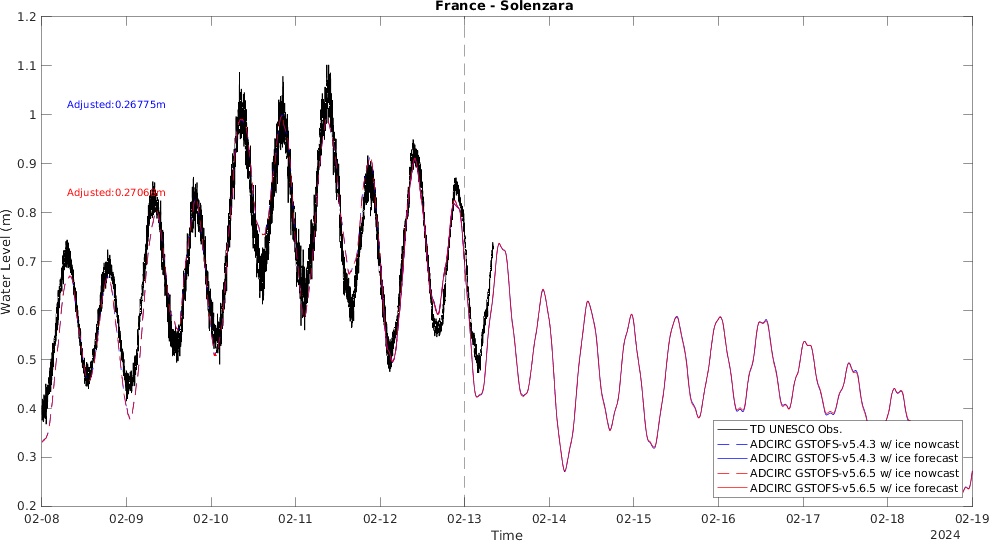 France - Solenzara
1.2
1.1
1
0.9
0.8
0.7
0.6
0.5
0.4
0.3
0.2
Water Level (m)
Adjusted:0.26775m
Adjusted:0.2706
TD UNESCO Obs.
ADCIRC GSTOFS-v5.4.3 w/ ice nowcast
ADCIRC GSTOFS-v5.4.3 w/ ice forecast
ADCIRC GSTOFS-v5.6.5 w/ ice nowcast
ADCIRC GSTOFS-v5.6.5 w/ ice forecast
02-08 02-09 02-10 02-11 02-12 02-13 02-14 02-15 02-16 02-17 02-18 02-19
Time
2024